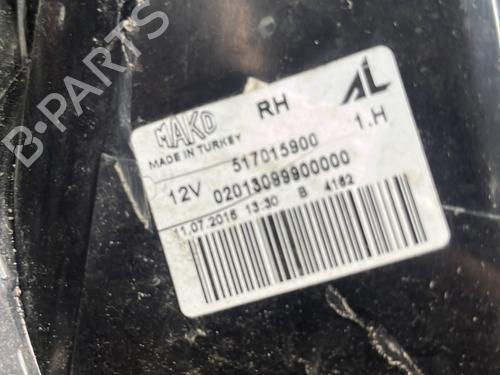 MAKO RH AL
MADE IN TURKEY 1.H
517015900
12V 02013099900000
11.07.2016 13:30 B 4162
B-PARTS